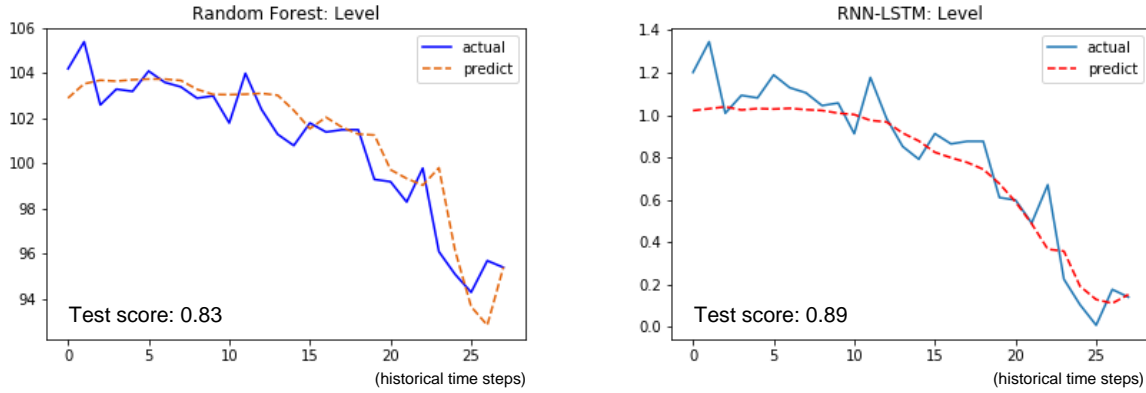 Random Forest: Level
106
104
102
100
98
96
94
actual
predict
Test score: 0.83
0 5 10 15 20 25
(historical time steps)
RNN-LSTM: Level
1.4
1.2
1.0
0.8
0.6
0.4
0.2
0.0
actual
predict
Test score: 0.89
0 5 10 15 20 25
(historical time steps)